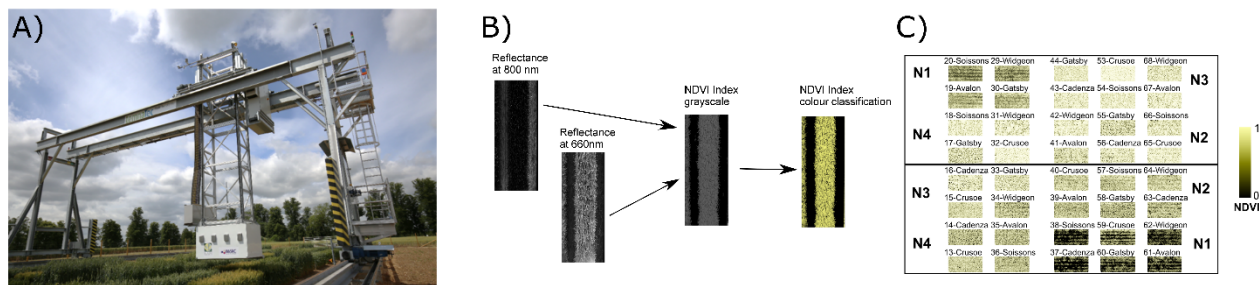 A)
B)
Reflectance
at 800 nm
Reflectance
at 660nm
NDVI Index
grayscale
NDVI Index
colour classification
C)
N1
20-Soissons 29-Widgeon 44-Gatsby 53-Crusoe 68-Widgeon
N3
19-Avalon 30-Gatsby 43-Cadenza 54-Soissons 67-Avalon
N4
18-Soissons 31-Widgeon 42-Widgeon 55-Gatsby 66-Soissons
N2
17-Gatsby 32-Crusoe 41-Avalon 56-Cadenza 65-Crusoe
N3
16-Cadenza 33-Gatsby 40-Crusoe 57-Soissons 64-Widgeon
N2
15-Crusoe 34-Widgeon 39-Avalon 58-Gatsby 63-Cadenza
N4
14-Cadenza 35-Avalon 38-Soissons 59-Crusoe 62-Widgeon
N1
13-Crusoe 36-Soissons 37-Cadenza 60-Gatsby 61-Avalon
1
0
NDVI